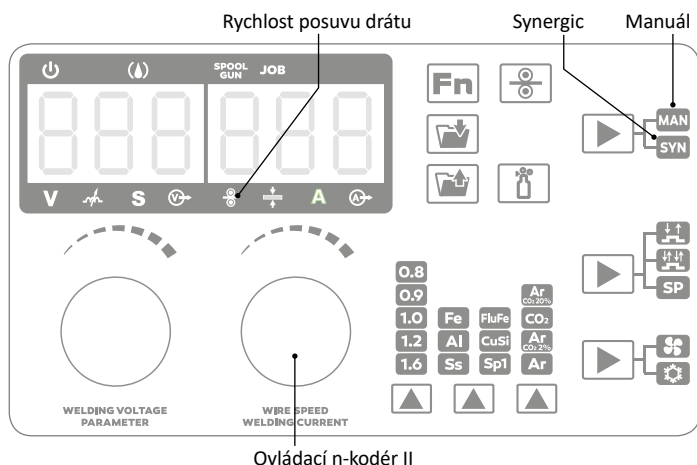 Rychlost posuvu drátu
Synergic
Manuál
SPOOL
GUN
JOB
Fn
MAN
SYN
V
S
V
A
A
SP
0.8
0.9
1.0
1.2
1.6
Fe
Al
Ss
FluFe
CuSi
Sp1
Ar
CO₂ 20%
CO₂
Ar
CO₂ 2%
Ar
WELDING VOLTAGE
PARAMETER
WIRE SPEED
WELDING CURRENT
Ovládací n-kodér II